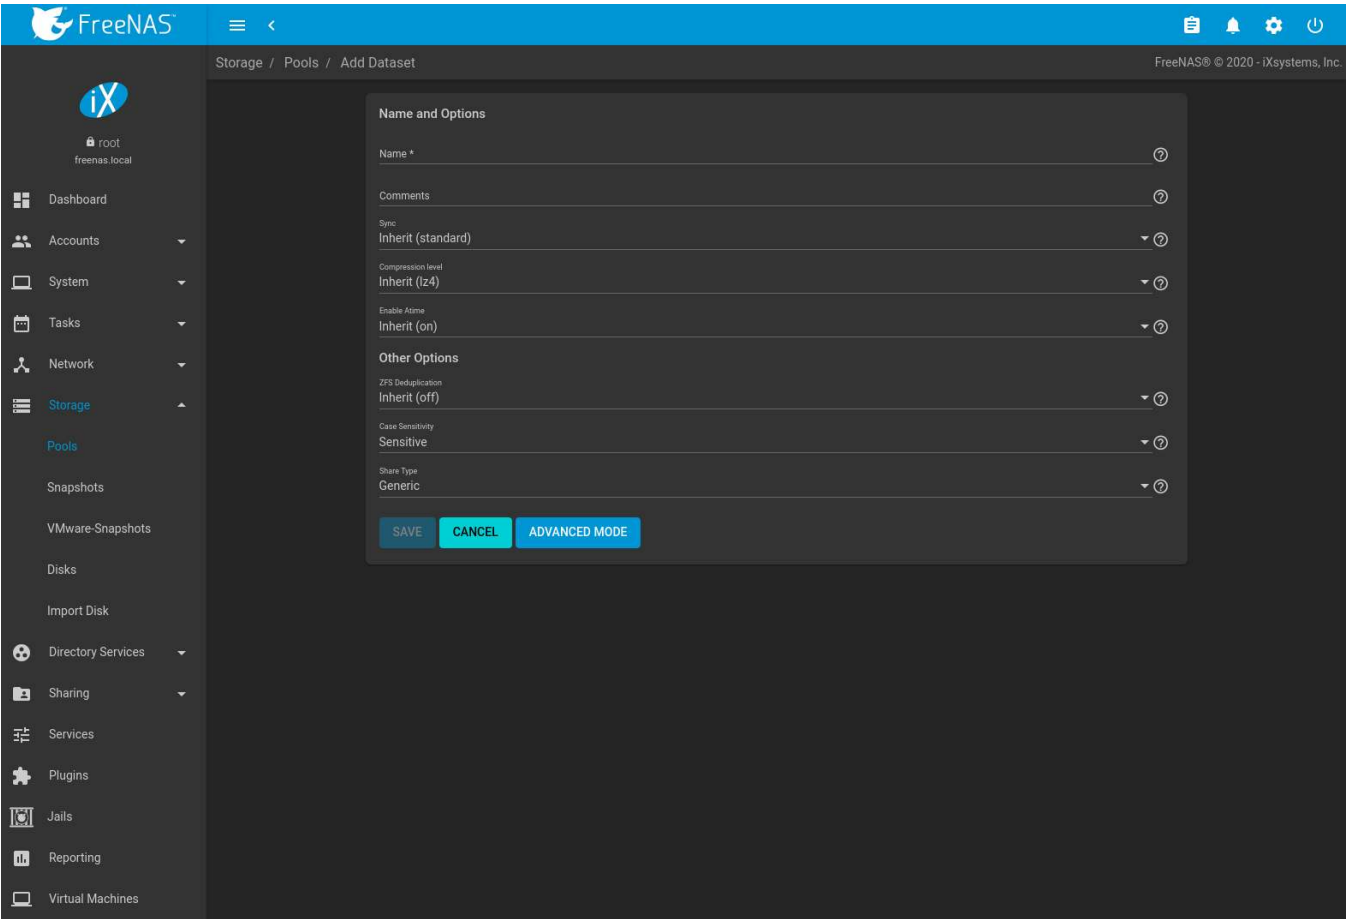 FreeNAS
Storage / Pools / Add Dataset
FreeNAS® © 2020 - iXsystems, Inc.
iX
root
freenas.local
Dashboard
Accounts
System
Tasks
Network
Storage
Pools
Snapshots
VMware-Snapshots
Disks
Import Disk
Directory Services
Sharing
Services
Plugins
Jails
Reporting
Virtual Machines
Name and Options
Name *
Comments
Sync
Inherit (standard)
Compression level
Inherit (lz4)
Enable Atime
Inherit (on)
Other Options
ZFS Deduplication
Inherit (off)
Case Sensitivity
Sensitive
Share Type
Generic
SAVE CANCEL ADVANCED MODE